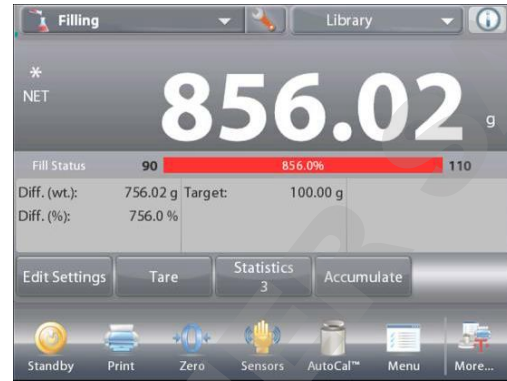 Filling
Library
*
NET
856.02
g
Fill Status
90
856.0%
110
Diff. (wt.): 756.02 g Target: 100.00 g
Diff. (%): 756.0 %
Edit Settings
Tare
Statistics
3
Accumulate
Standby
Print
Zero
Sensors
AutoCal™
Menu
More...